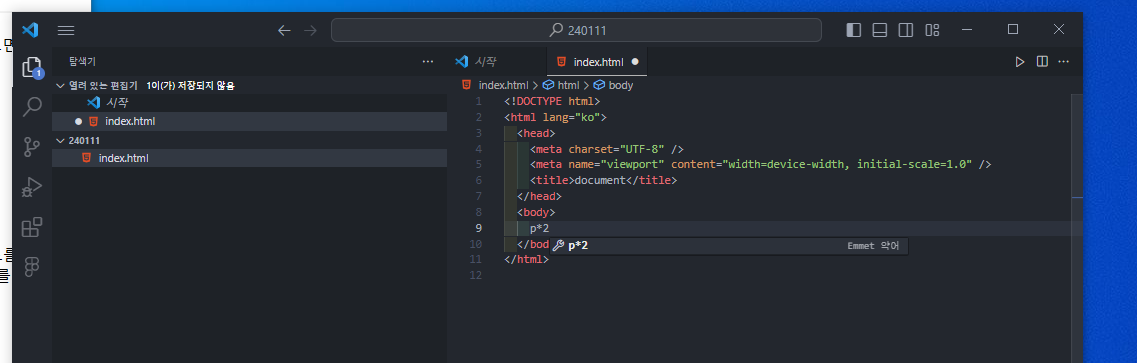 240111
탐색기
시작
index.html
열려 있는 편집기 1이(가) 저장되지 않음
시작
index.html
240111
index.html
index.html > html > body
1 <!DOCTYPE html>
2 <html lang="ko">
3 <head>
4 <meta charset="UTF-8" />
5 <meta name="viewport" content="width=device-width, initial-scale=1.0" />
6 <title>document</title>
7 </head>
8 <body>
9 p*2
10 </bod
p*2 Emmet 약어
11 </html>
12
1
를